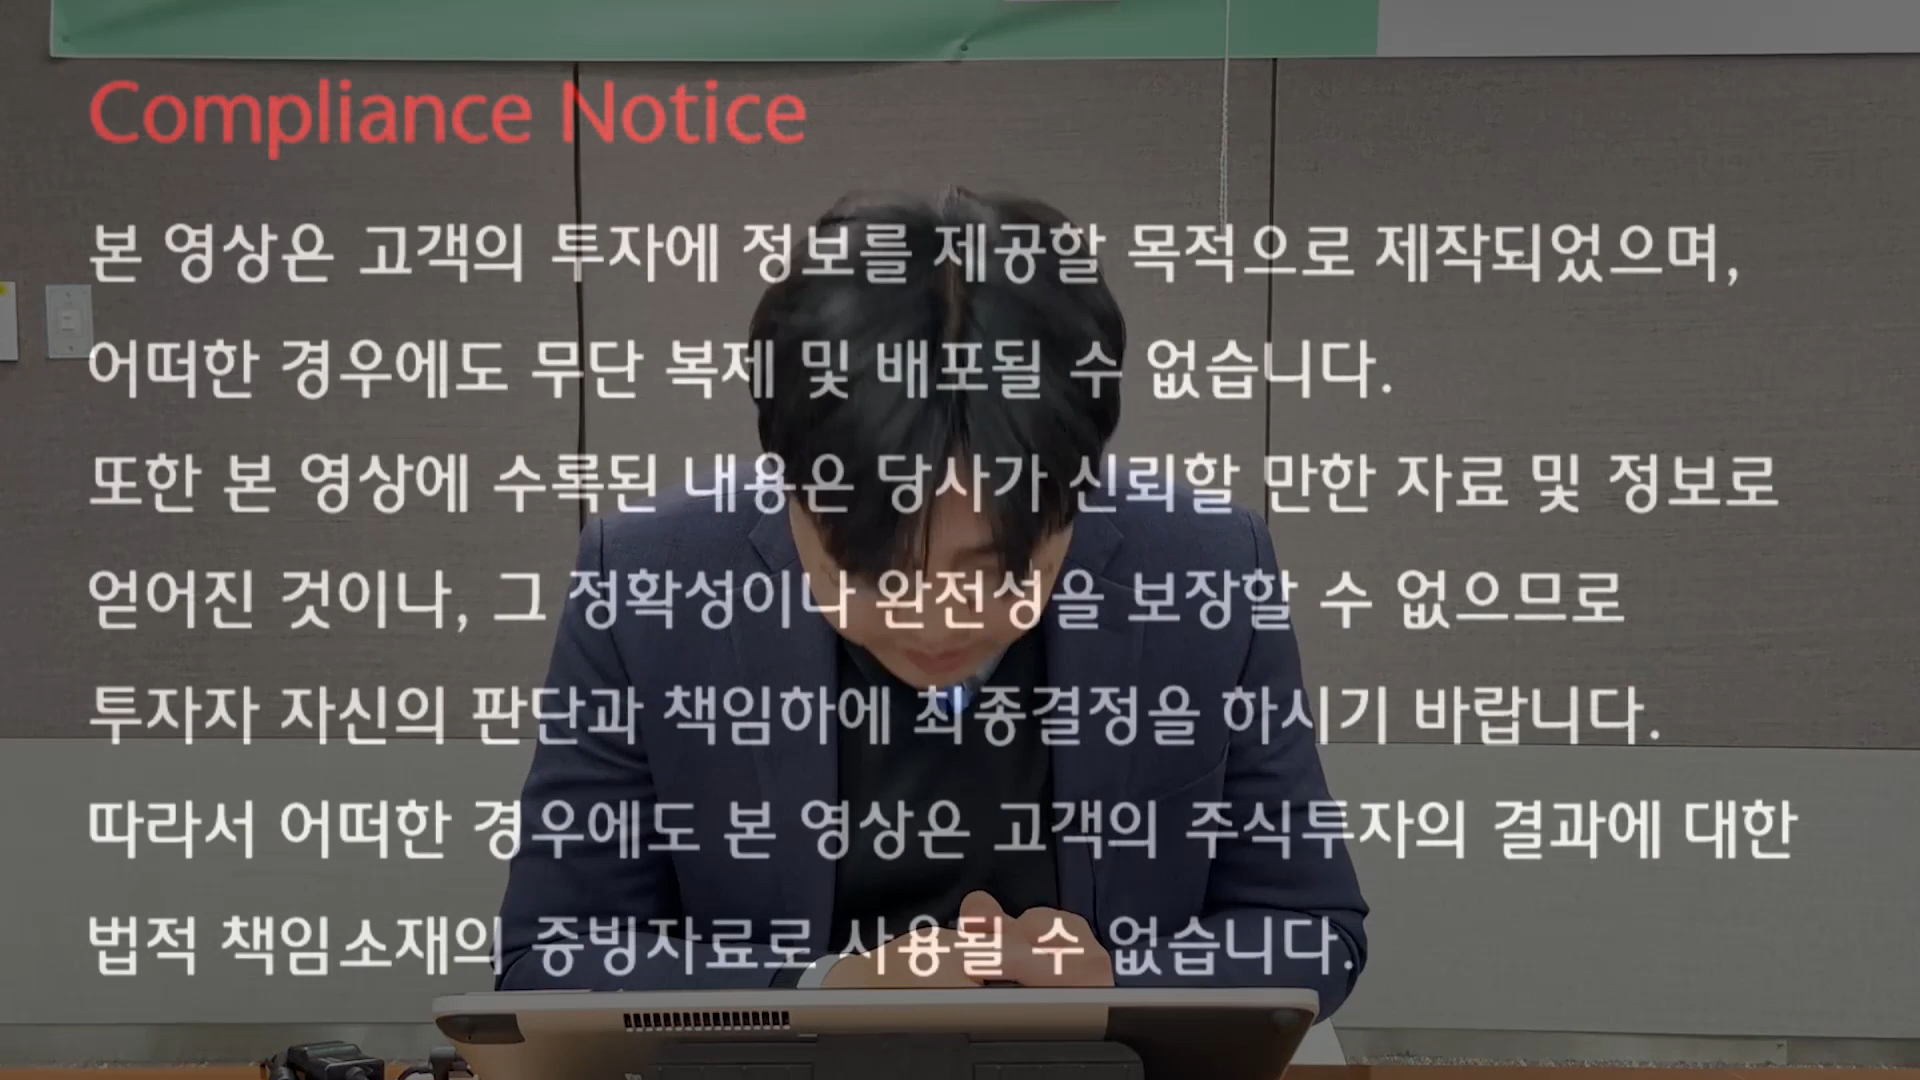 Compliance Notice
본 영상은 고객의 투자에 정보를 제공할 목적으로 제작되었으며,
어떠한 경우에도 무단 복제 및 배포될 수 없습니다.
또한 본 영상에 수록된 내용은 당사가 신뢰할 만한 자료 및 정보로
얻어진 것이나, 그 정확성이나 완전성을 보장할 수 없으므로
투자자 자신의 판단과 책임하에 최종결정을 하시기 바랍니다.
따라서 어떠한 경우에도 본 영상은 고객의 주식투자의 결과에 대한
법적 책임소재의 증빙자료로 사용될 수 없습니다.